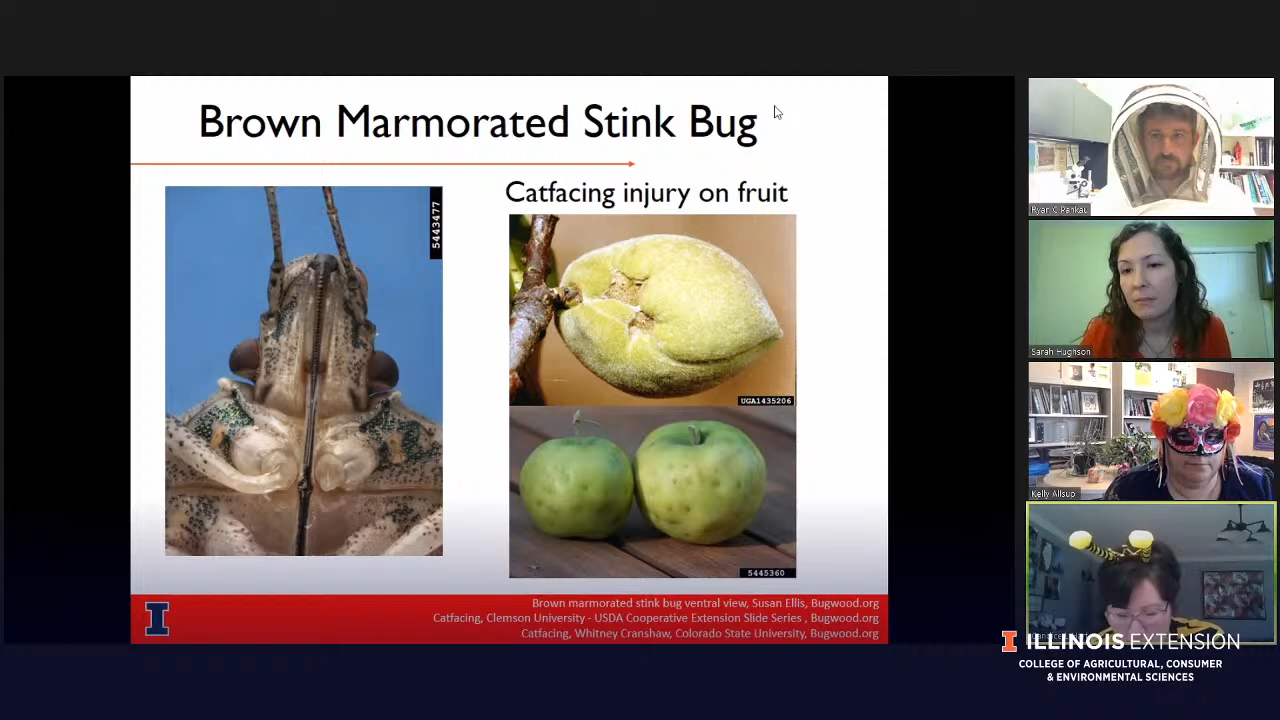 Brown Marmorated Stink Bug
Catfacing injury on fruit
5443477
UGA1435206
5445360
Brown marmorated stink bug ventral view, Susan Ellis, Bugwood.org
Catfacing, Clemson University - USDA Cooperative Extension Slide Series , Bugwood.org
Catfacing, Whitney Cranshaw, Colorado State University, Bugwood.org
Ryan C Pankau
Sarah Hughson
Kelly Allsup
I ILLINOIS EXTENSION
COLLEGE OF AGRICULTURAL, CONSUMER
& ENVIRONMENTAL SCIENCES